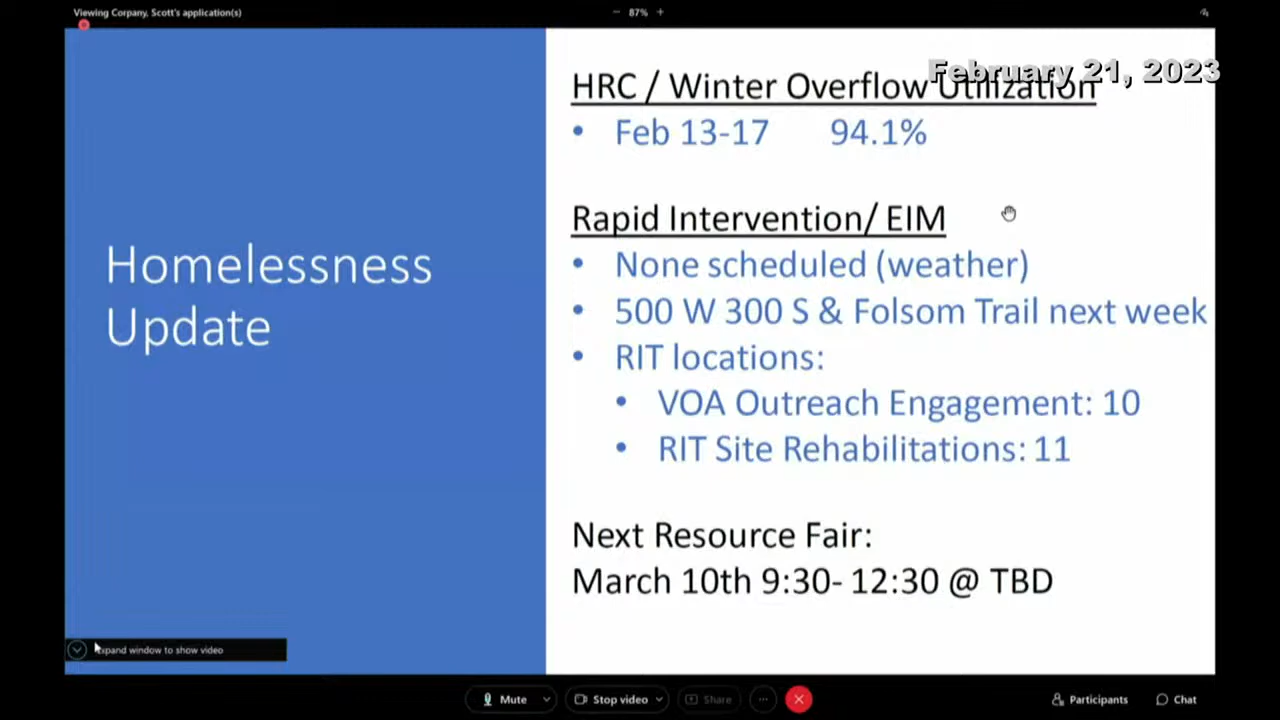 Viewing Corpany, Scott's application(s)
− 87% +
February 21, 2023
HRC / Winter Overflow Utilization
• Feb 13-17 94.1%
Rapid Intervention/ EIM
• None scheduled (weather)
• 500 W 300 S & Folsom Trail next week
• RIT locations:
• VOA Outreach Engagement: 10
• RIT Site Rehabilitations: 11
Next Resource Fair:
March 10th 9:30- 12:30 @ TBD
Homelessness
Update
Expand window to show video
Mute Stop video Share ... Participants Chat